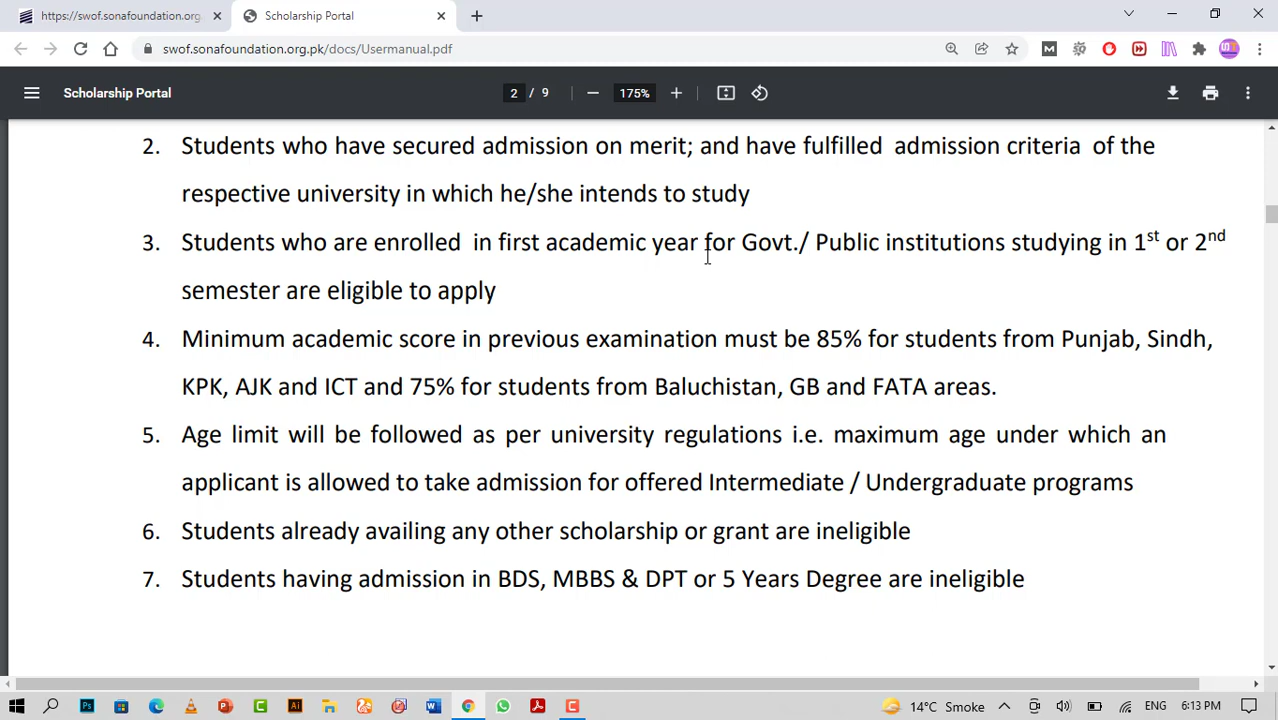 https://swof.sonafoundation.org.
Scholarship Portal
swof.sonafoundation.org.pk/docs/Usermanual.pdf
Scholarship Portal
2 / 9
175%
2. Students who have secured admission on merit; and have fulfilled admission criteria of the
respective university in which he/she intends to study
3. Students who are enrolled in first academic year for Govt./ Public institutions studying in 1st or 2nd
semester are eligible to apply
4. Minimum academic score in previous examination must be 85% for students from Punjab, Sindh,
KPK, AJK and ICT and 75% for students from Baluchistan, GB and FATA areas.
5. Age limit will be followed as per university regulations i.e. maximum age under which an
applicant is allowed to take admission for offered Intermediate / Undergraduate programs
6. Students already availing any other scholarship or grant are ineligible
7. Students having admission in BDS, MBBS & DPT or 5 Years Degree are ineligible
14°C Smoke
ENG
6:13 PM